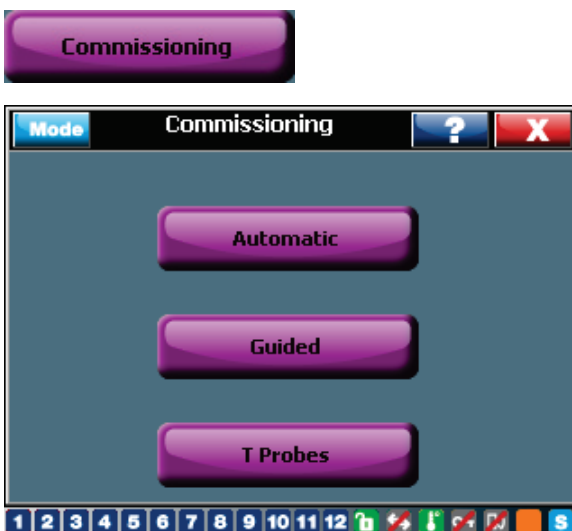 Commissioning
Mode Commissioning ? X
Automatic
Guided
T Probes
1 2 3 4 5 6 7 8 9 10 11 12 S